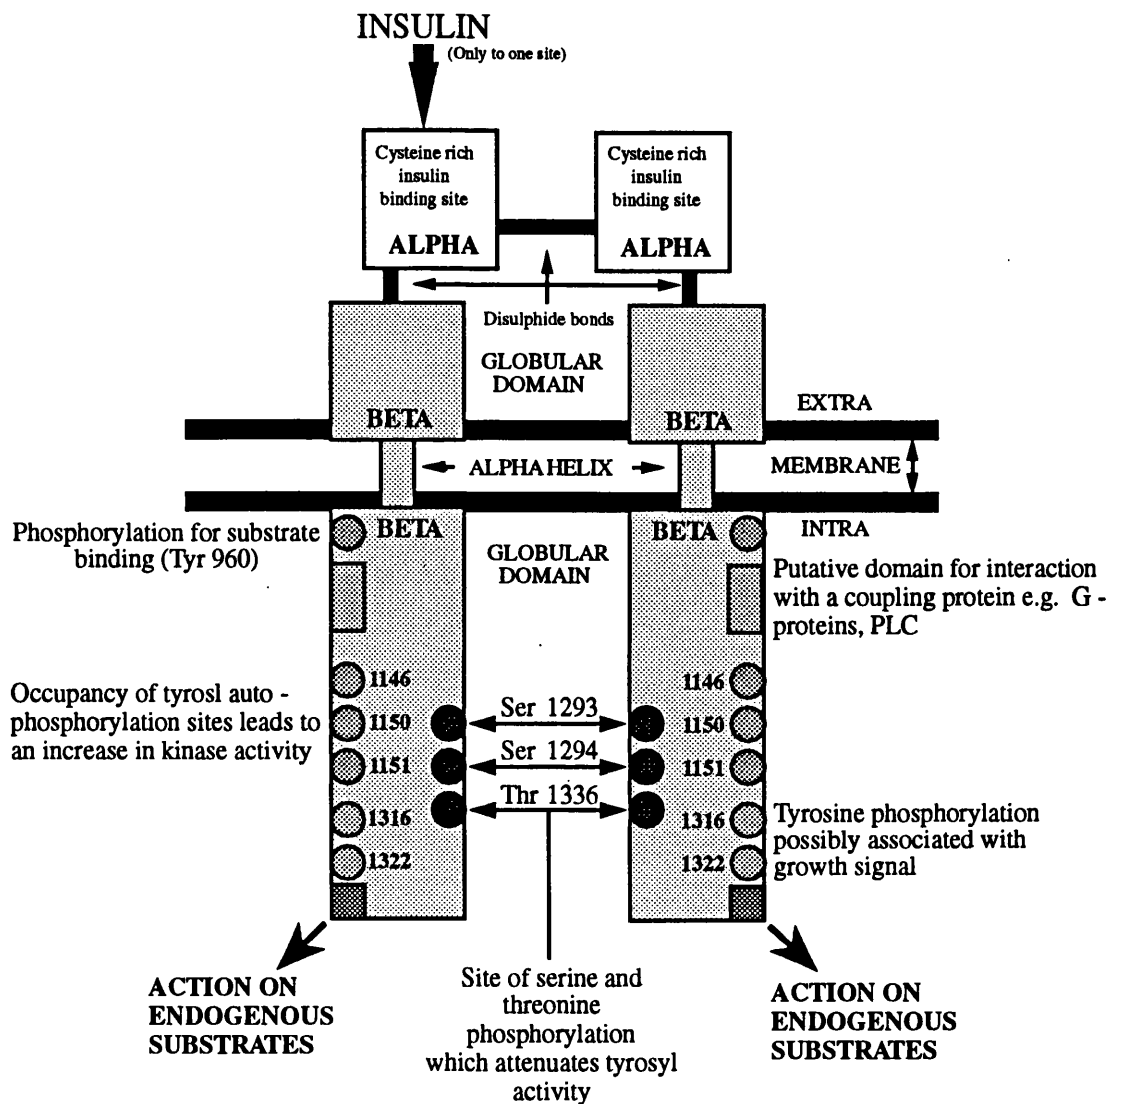 INSULIN
(Only to one site)
Cysteine rich
insulin
binding site
ALPHA
Cysteine rich
insulin
binding site
ALPHA
Disulphide bonds
GLOBULAR
DOMAIN
BETA
BETA
EXTRA
ALPHA HELIX
MEMBRANE
INTRA
Phosphorylation for substrate
binding (Tyr 960)
BETA
BETA
GLOBULAR
DOMAIN
Putative domain for interaction
with a coupling protein e.g. G -
proteins, PLC
Occupancy of tyrosl auto -
phosphorylation sites leads to
an increase in kinase activity
1146
1150
1151
1316
1322
Ser 1293
Ser 1294
Thr 1336
1146
1150
1151
1316
1322
Tyrosine phosphorylation
possibly associated with
growth signal
ACTION ON
ENDOGENOUS
SUBSTRATES
Site of serine and
threonine
phosphorylation
which attenuates tyrosyl
activity
ACTION ON
ENDOGENOUS
SUBSTRATES